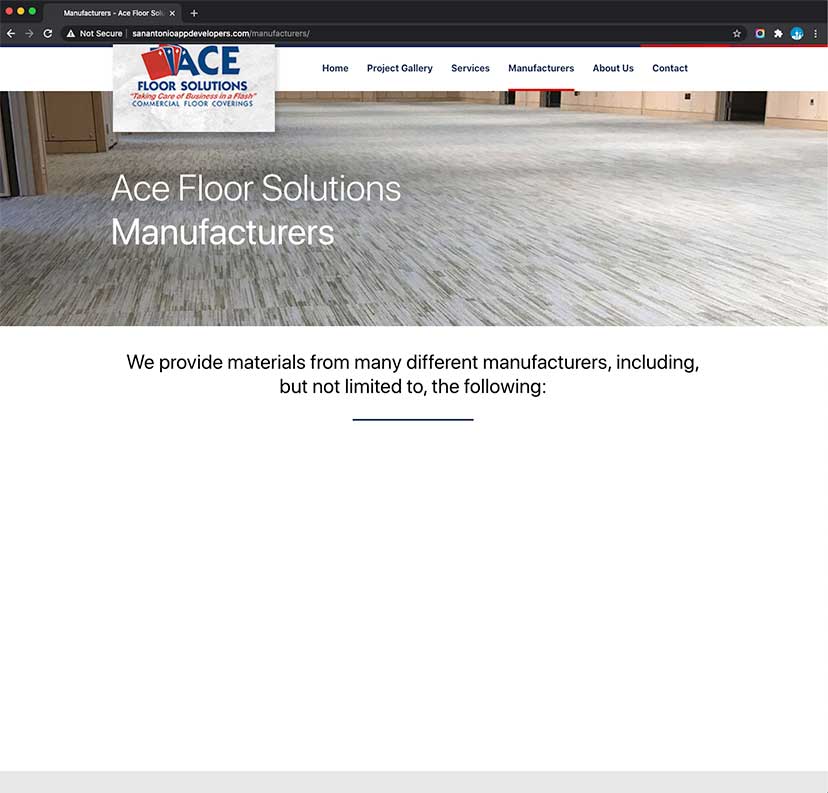 Manufacturers - Ace Floor Solu
Not Secure | sanantonioappdevelopers.com/manufacturers/
ACE
FLOOR SOLUTIONS
"Taking Care of Business in a Flash"
COMMERCIAL FLOOR COVERINGS
Home Project Gallery Services Manufacturers About Us Contact
Ace Floor Solutions
Manufacturers
We provide materials from many different manufacturers, including,
but not limited to, the following: